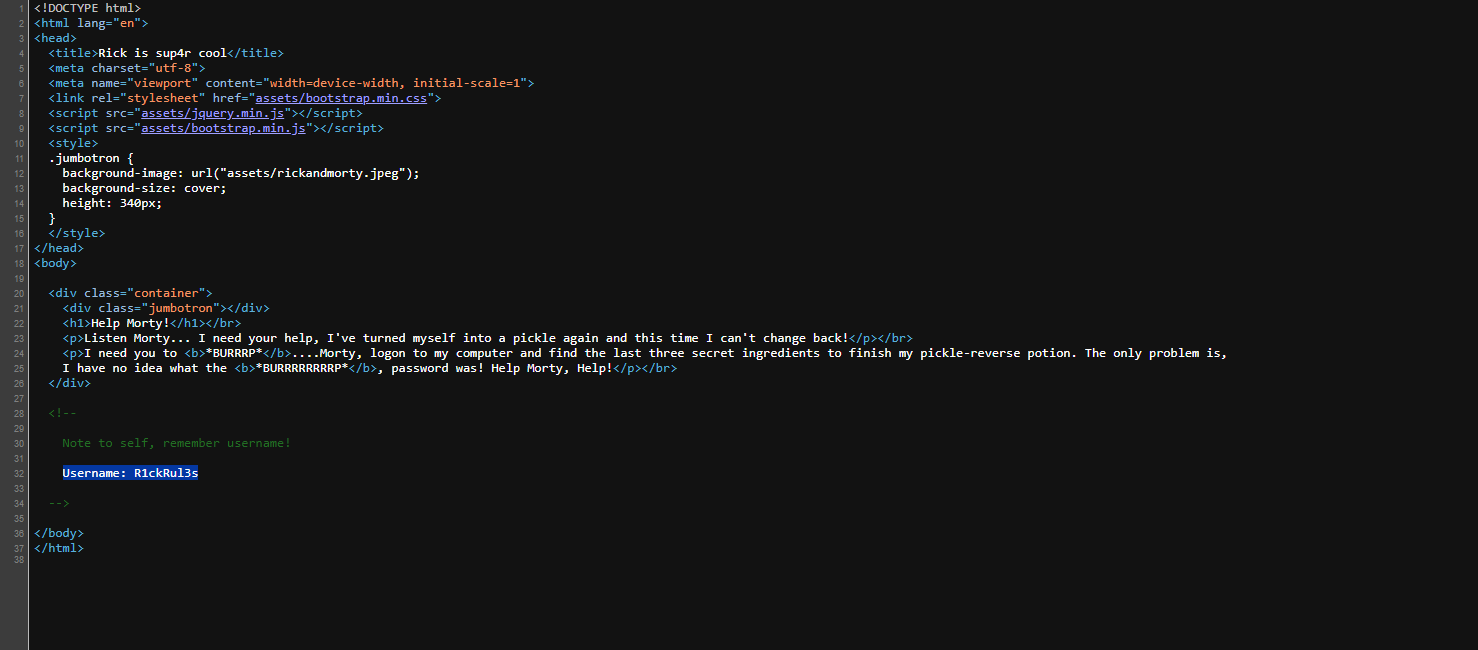 1 <!DOCTYPE html>
2 <html lang="en">
3 <head>
4 <title>Rick is sup4r cool</title>
5 <meta charset="utf-8">
6 <meta name="viewport" content="width=device-width, initial-scale=1">
7 <link rel="stylesheet" href="assets/bootstrap.min.css">
8 <script src="assets/jquery.min.js"></script>
9 <script src="assets/bootstrap.min.js"></script>
10 <style>
11 .jumbotron {
12 background-image: url("assets/rickandmorty.jpeg");
13 background-size: cover;
14 height: 340px;
15 }
16 </style>
17 </head>
18 <body>
19
20 <div class="container">
21 <div class="jumbotron"></div>
22 <h1>Help Morty!</h1></br>
23 <p>Listen Morty... I need your help, I've turned myself into a pickle again and this time I can't change back!</p></br>
24 <p>I need you to <b>*BURRRP*</b>....Morty, logon to my computer and find the last three secret ingredients to finish my pickle-reverse potion. The only problem is,
25 I have no idea what the <b>*BURRRRRRRRP*</b>, password was! Help Morty, Help!</p></br>
26 </div>
27
28 <!--
29
30 Note to self, remember username!
31
32 Username: R1ckRul3s
33
34 -->
35
36 </body>
37 </html>
38